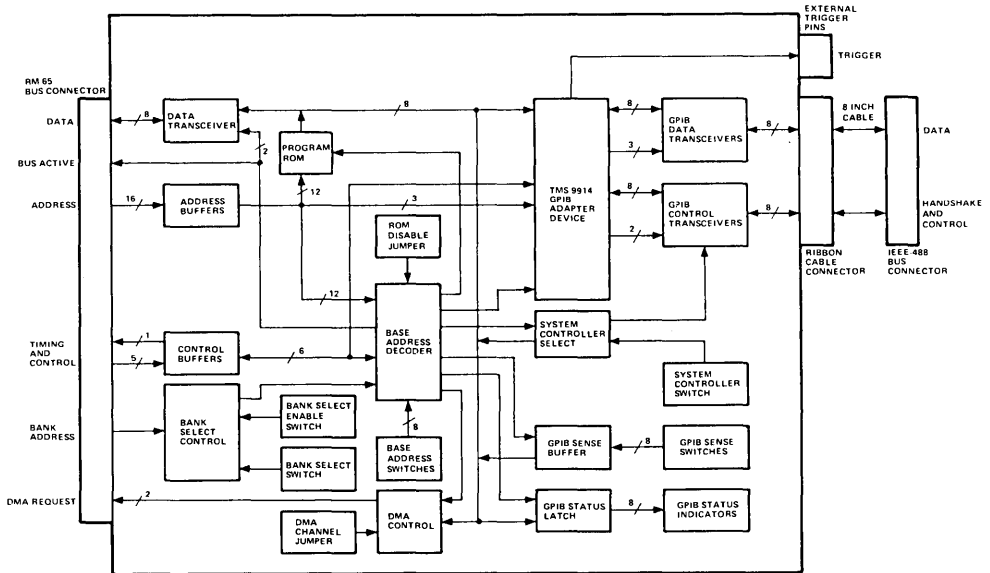 EXTERNAL
TRIGGER
PINS
TRIGGER
RM 65
BUS CONNECTOR
DATA
8
DATA
TRANSCEIVER
8
2
PROGRAM
ROM
BUS ACTIVE
12
ADDRESS
16
ADDRESS
BUFFERS
3
ROM
DISABLE
JUMPER
TMS 9914
GPIB
ADAPTER
DEVICE
8
3
GPIB
DATA
TRANSCEIVERS
8
8
2
GPIB
CONTROL
TRANSCEIVERS
8
8 INCH
CABLE
DATA
HANDSHAKE
AND
CONTROL
RIBBON
CABLE
CONNECTOR
IEEE-488
BUS
CONNECTOR
12
BASE
ADDRESS
DECODER
SYSTEM
CONTROLLER
SELECT
SYSTEM
CONTROLLER
SWITCH
TIMING
AND
CONTROL
1
5
CONTROL
BUFFERS
6
BANK
ADDRESS
BANK
SELECT
CONTROL
BANK SELECT
ENABLE
SWITCH
BANK SELECT
SWITCH
8
BASE
ADDRESS
SWITCHES
GPIB SENSE
BUFFER
8
GPIB SENSE
SWITCHES
DMA REQUEST
2
DMA
CHANNEL
JUMPER
DMA
CONTROL
GPIB STATUS
LATCH
8
GPIB STATUS
INDICATORS